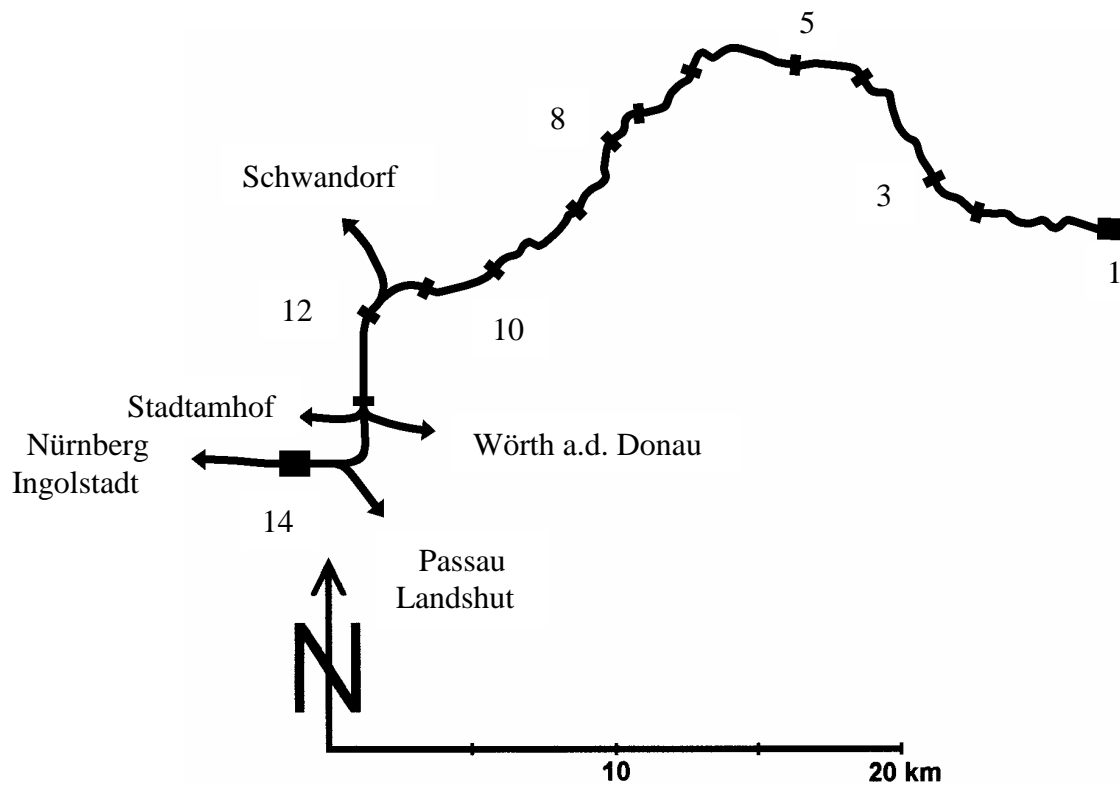 5
8
Schwandorf
3
1
12
10
Stadtamhof
Nürnberg
Wörth a.d. Donau
Ingolstadt
14
Passau
Landshut
N
10
20 km